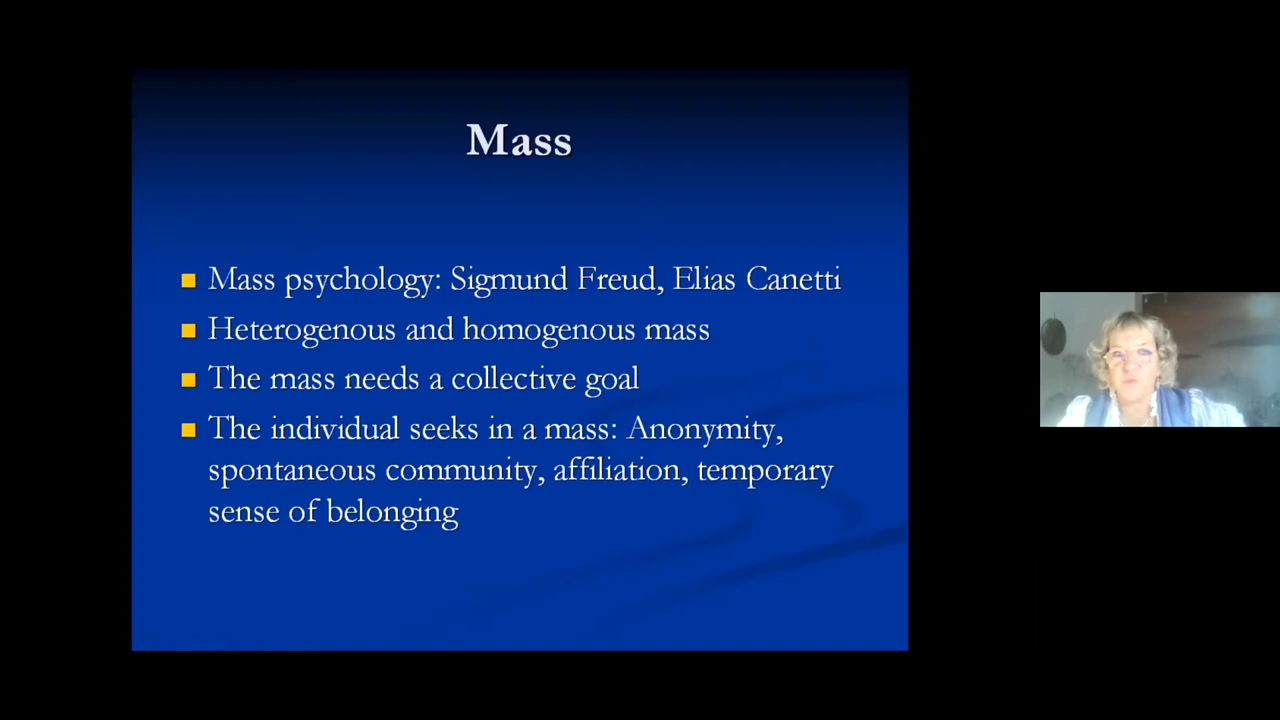 Mass
Mass psychology: Sigmund Freud, Elias Canetti
Heterogenous and homogenous mass
The mass needs a collective goal
The individual seeks in a mass: Anonymity,
spontaneous community, affiliation, temporary
sense of belonging